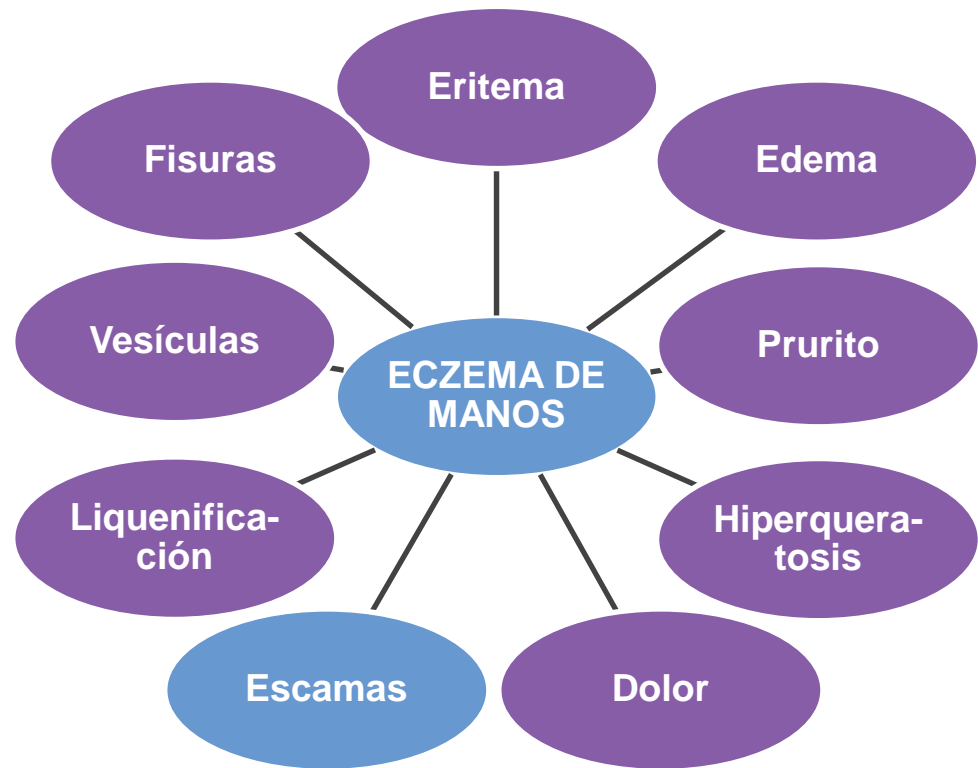 Eritema
Fisuras
Edema
Vesículas
Prurito
ECZEMA DE
MANOS
Liquenifica-
ción
Hiperquera-
tosis
Escamas
Dolor